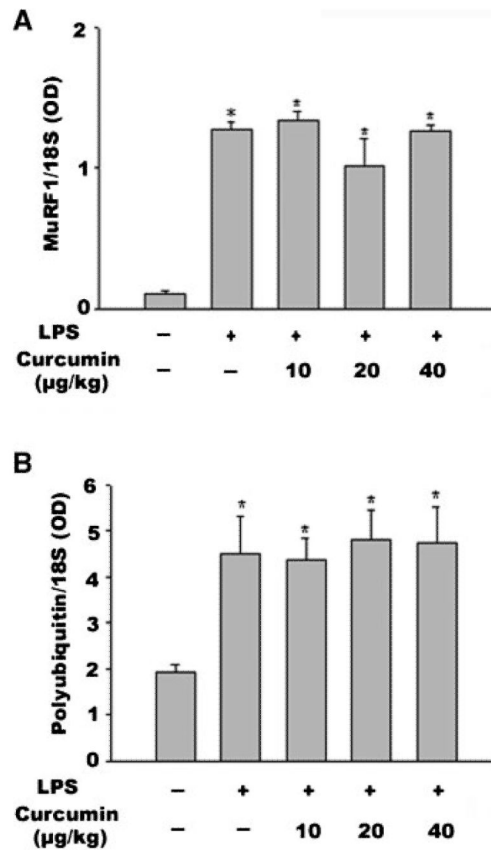 A
2
1
0
MuRF1/18S (OD)
* * * *
LPS – + + + +
Curcumin
(µg/kg) – – 10 20 40
B
6
5
4
3
2
1
0
Polyubiquitin/18S (OD)
* * * *
LPS – + + + +
Curcumin
(µg/kg) – – 10 20 40